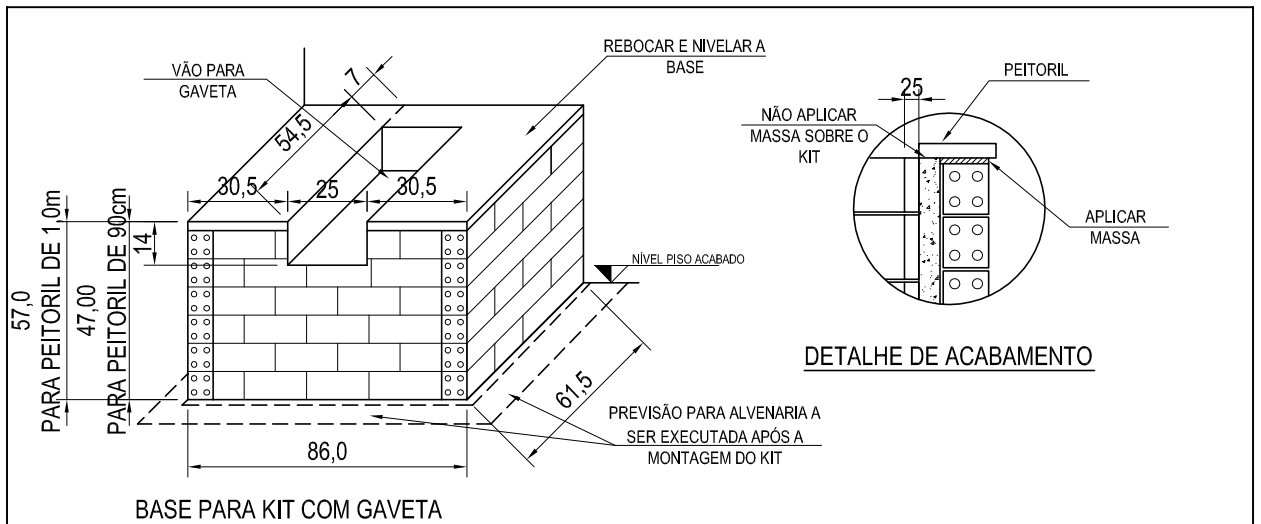 REBOCAR E NIVELAR A
BASE
VÃO PARA
GAVETA
7
54,5
30,5
25
30,5
14
57,0
PARA PEITORIL DE 1,0m
47,00
PARA PEITORIL DE 90cm
NÍVEL PISO ACABADO
61,5
86,0
PREVISÃO PARA ALVENARIA A
SER EXECUTADA APÓS A
MONTAGEM DO KIT
BASE PARA KIT COM GAVETA
25
PEITORIL
NÃO APLICAR
MASSA SOBRE O
KIT
APLICAR
MASSA
DETALHE DE ACABAMENTO